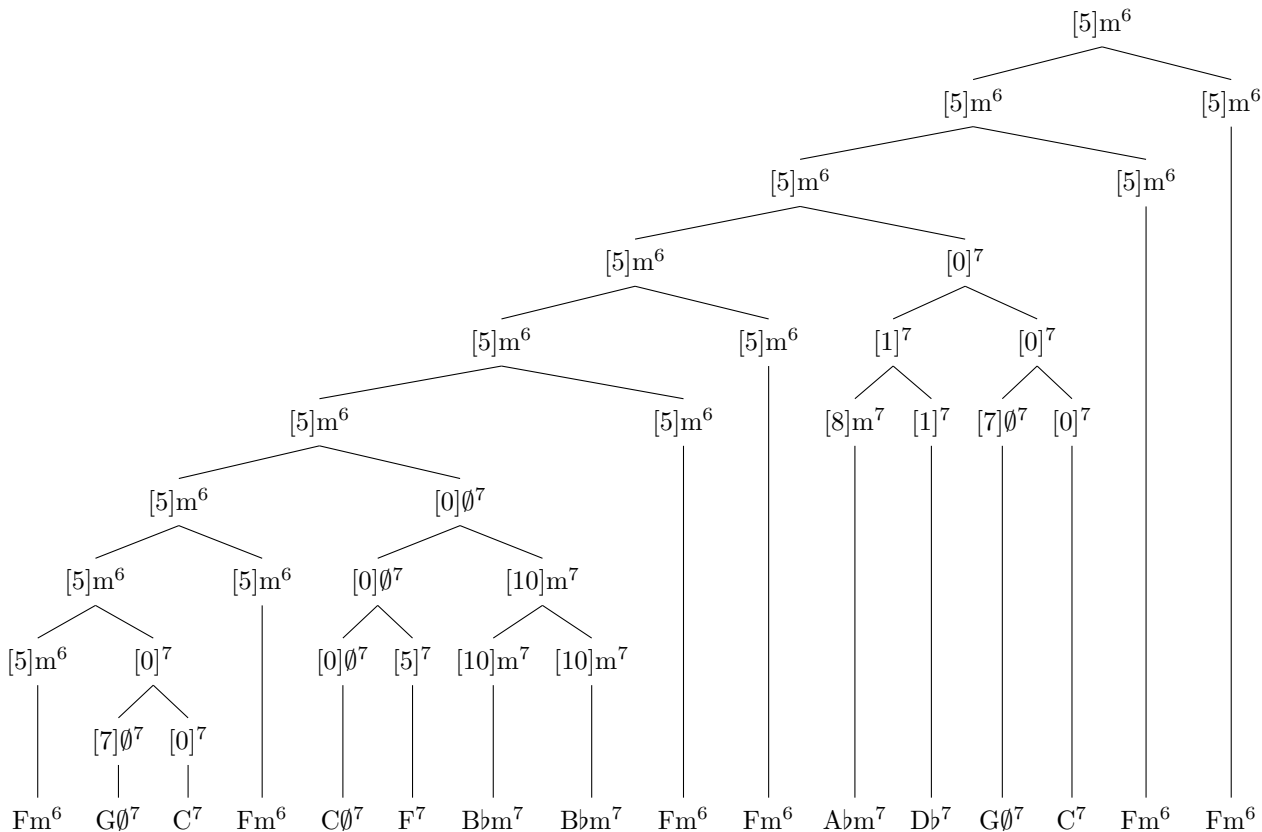 [5]m⁶
[5]m⁶ [5]m⁶
[5]m⁶ [5]m⁶
[5]m⁶ [0]⁷
[5]m⁶ [5]m⁶ [1]⁷ [0]⁷
[5]m⁶ [5]m⁶ [8]m⁷ [1]⁷ [7]∅⁷ [0]⁷
[5]m⁶ [0]∅⁷
[5]m⁶ [5]m⁶ [0]∅⁷ [10]m⁷
[5]m⁶ [0]⁷ [0]∅⁷ [5]⁷ [10]m⁷ [10]m⁷
[7]∅⁷ [0]⁷
Fm⁶ G∅⁷ C⁷ Fm⁶ C∅⁷ F⁷ B♭m⁷ B♭m⁷ Fm⁶ Fm⁶ A♭m⁷ D♭⁷ G∅⁷ C⁷ Fm⁶ Fm⁶